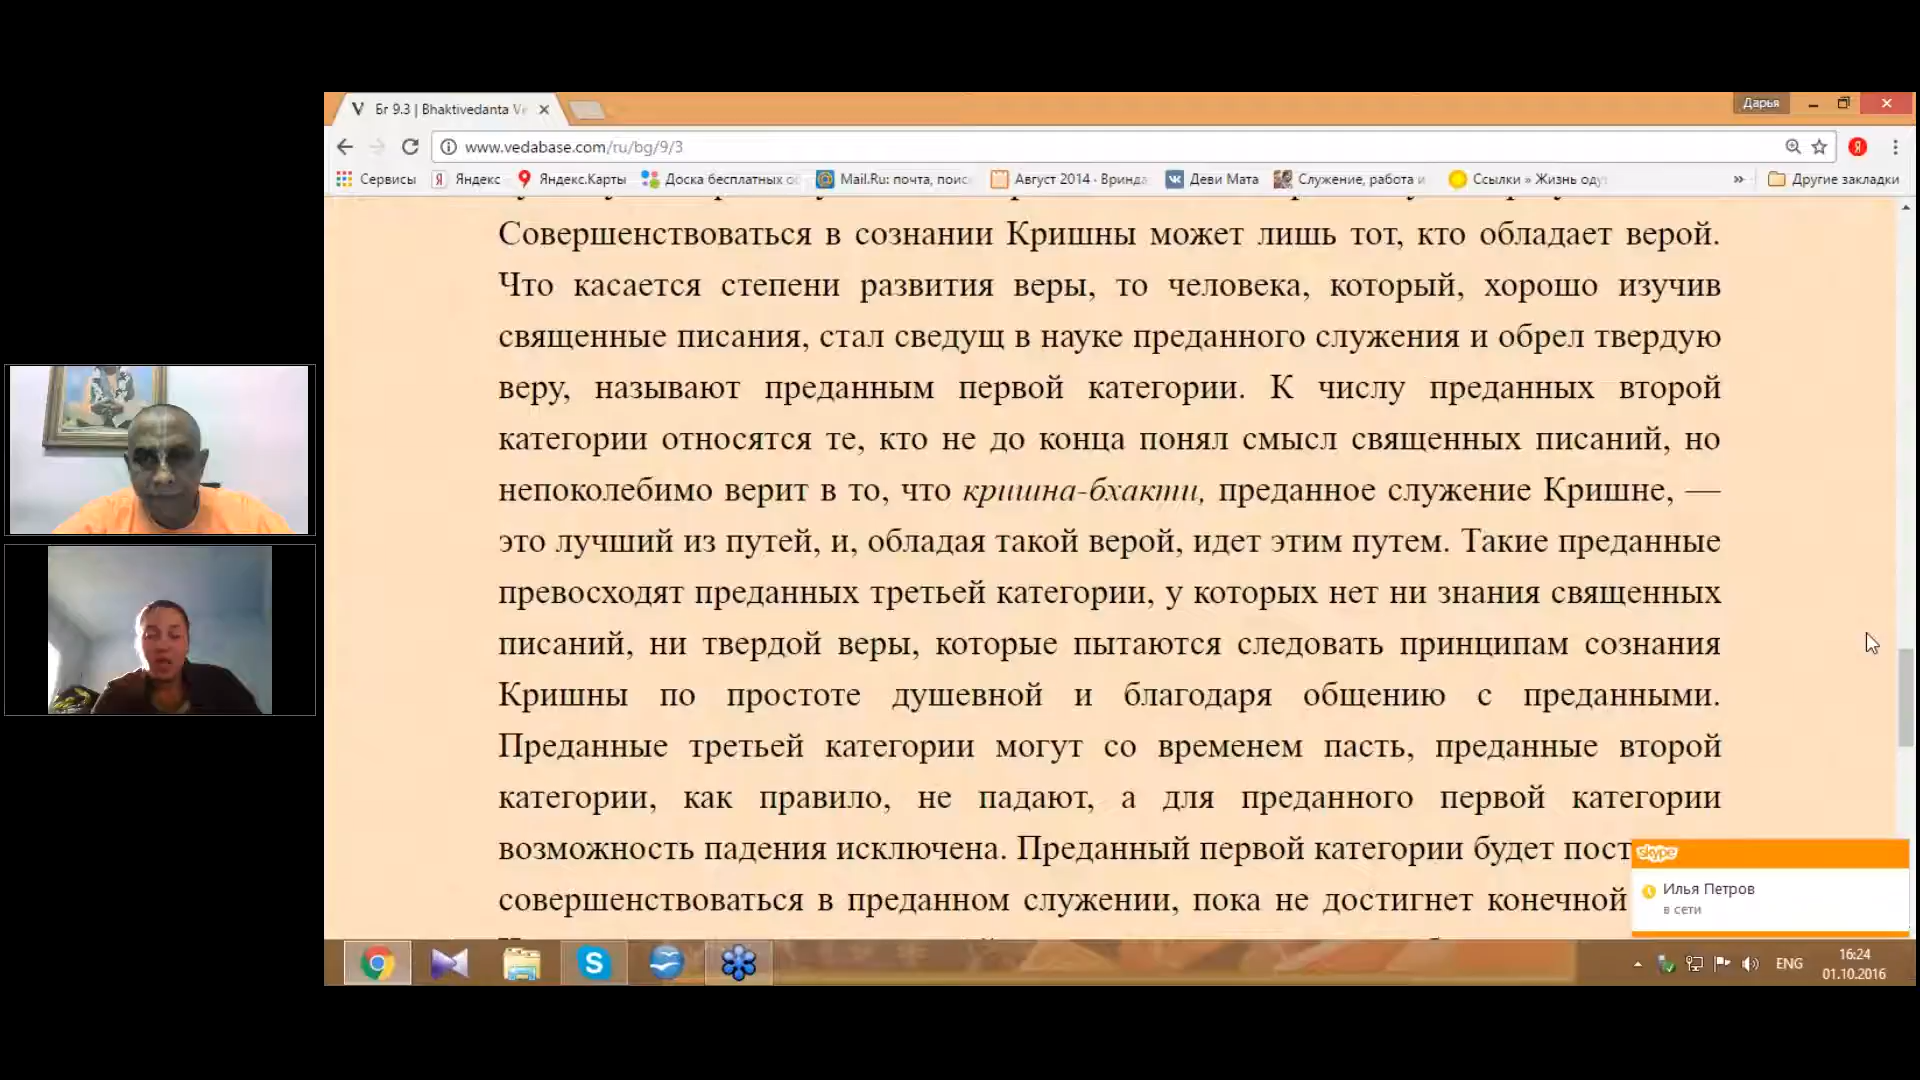 Бг 9.3 | Bhaktivedanta Ve
Дарья
www.vedabase.com/ru/bg/9/3
Сервисы Яндекс Яндекс.Карты Доска бесплатных Mail.Ru: почта, поис Август 2014 - Вринда Деви Мата Служение, работа и Ссылки » Жизнь » Другие закладки
Совершенствоваться в сознании Кришны может лишь тот, кто обладает верой.
Что касается степени развития веры, то человека, который, хорошо изучив
священные писания, стал сведущ в науке преданного служения и обрел твердую
веру, называют преданным первой категории. К числу преданных второй
категории относятся те, кто не до конца понял смысл священных писаний, но
непоколебимо верит в то, что кришна-бхакти, преданное служение Кришне, —
это лучший из путей, и, обладая такой верой, идет этим путем. Такие преданные
превосходят преданных третьей категории, у которых нет ни знания священных
писаний, ни твердой веры, которые пытаются следовать принципам сознания
Кришны по простоте душевной и благодаря общению с преданными.
Преданные третьей категории могут со временем пасть, преданные второй
категории, как правило, не падают, а для преданного первой категории
возможность падения исключена. Преданный первой категории будет пост
совершенствоваться в преданном служении, пока не достигнет конечной
skype
Илья Петров
в сети
ENG
16:24
01.10.2016